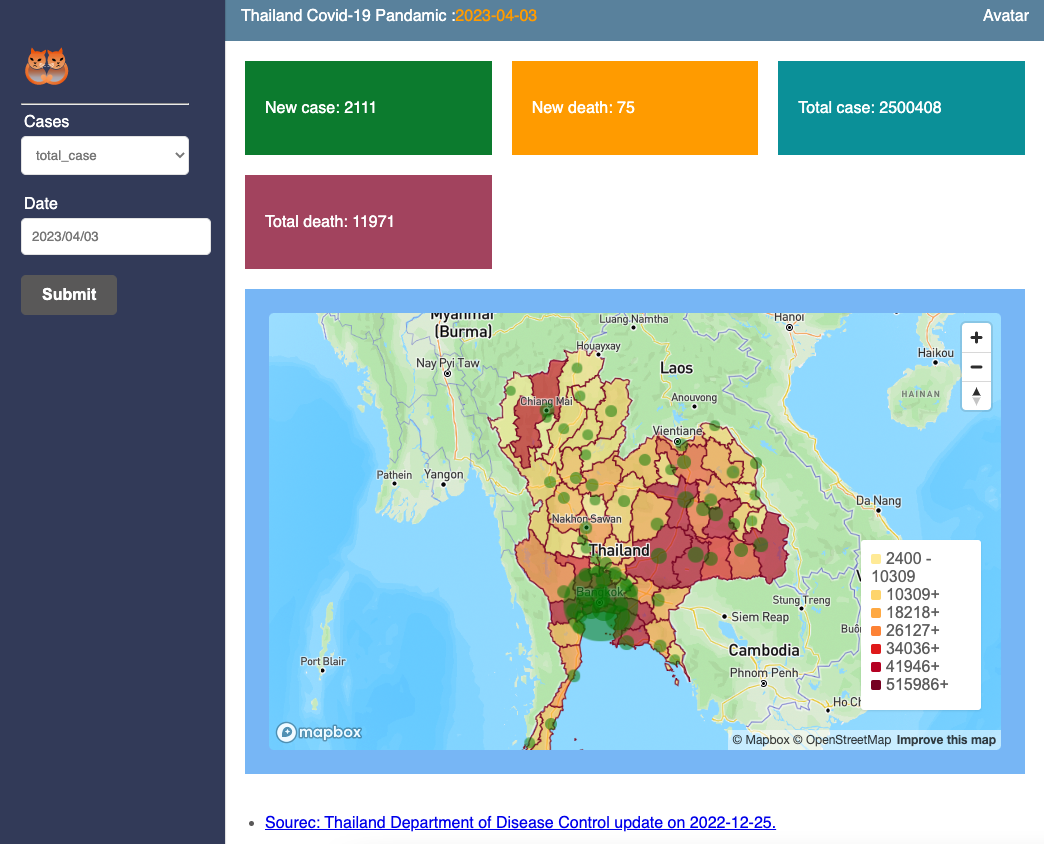 Thailand Covid-19 Pandamic :2023-04-03
Avatar
Cases
total_case
Date
2023/04/03
Submit
New case: 2111
New death: 75
Total case: 2500408
Total death: 11971
Myanmar
(Burma)
Luang Namtha
Hanoi
Houayxay
Nay Pyi Taw
Laos
Haikou
HAINAN
Chiang Mai
Anouvong
Vientiane
Pathein
Yangon
Da Nang
Nakhon Sawan
Thailand
Bangkok
Stung Treng
Siem Reap
Cambodia
Port Blair
Phnom Penh
Ho Ch
V
Buôn
2400 -
10309
10309+
18218+
26127+
34036+
41946+
515986+
mapbox
© Mapbox © OpenStreetMap Improve this map
Sourec: Thailand Department of Disease Control update on 2022-12-25.